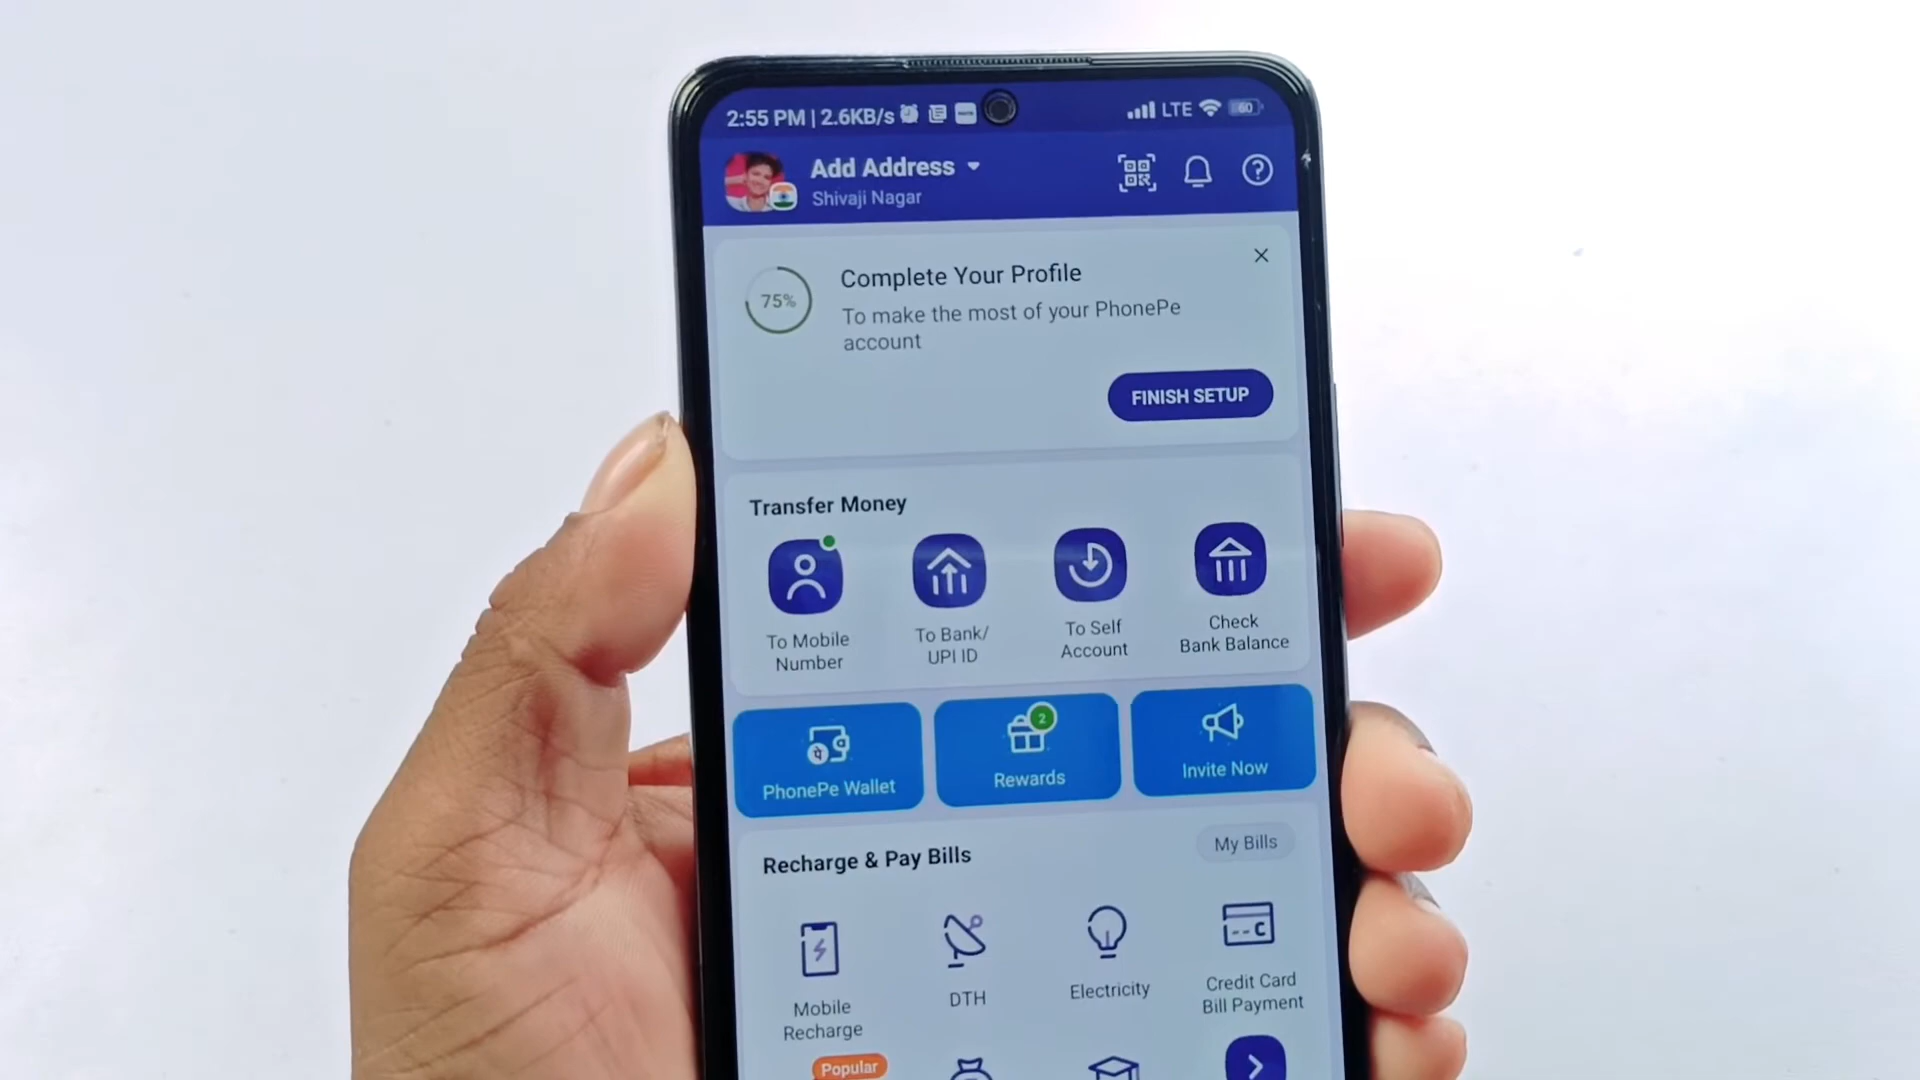 2:55 PM | 2.6KB/s
LTE
60
Add Address
Shivaji Nagar
75%
Complete Your Profile
To make the most of your PhonePe
account
FINISH SETUP
Transfer Money
To Mobile
Number
To Bank/
UPI ID
To Self
Account
Check
Bank Balance
पे
PhonePe Wallet
2
Rewards
Invite Now
Recharge & Pay Bills
My Bills
Mobile
Recharge
DTH
Electricity
Credit Card
Bill Payment
Popular